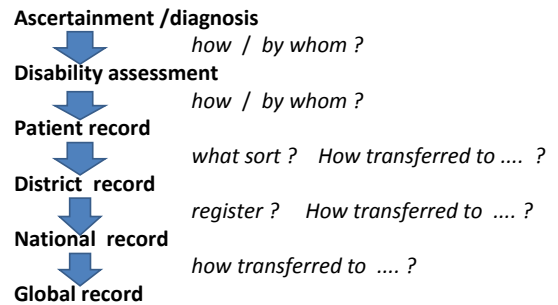 Ascertainment /diagnosis
how / by whom ?
Disability assessment
how / by whom ?
Patient record
what sort ? How transferred to .... ?
District record
register ? How transferred to .... ?
National record
how transferred to .... ?
Global record